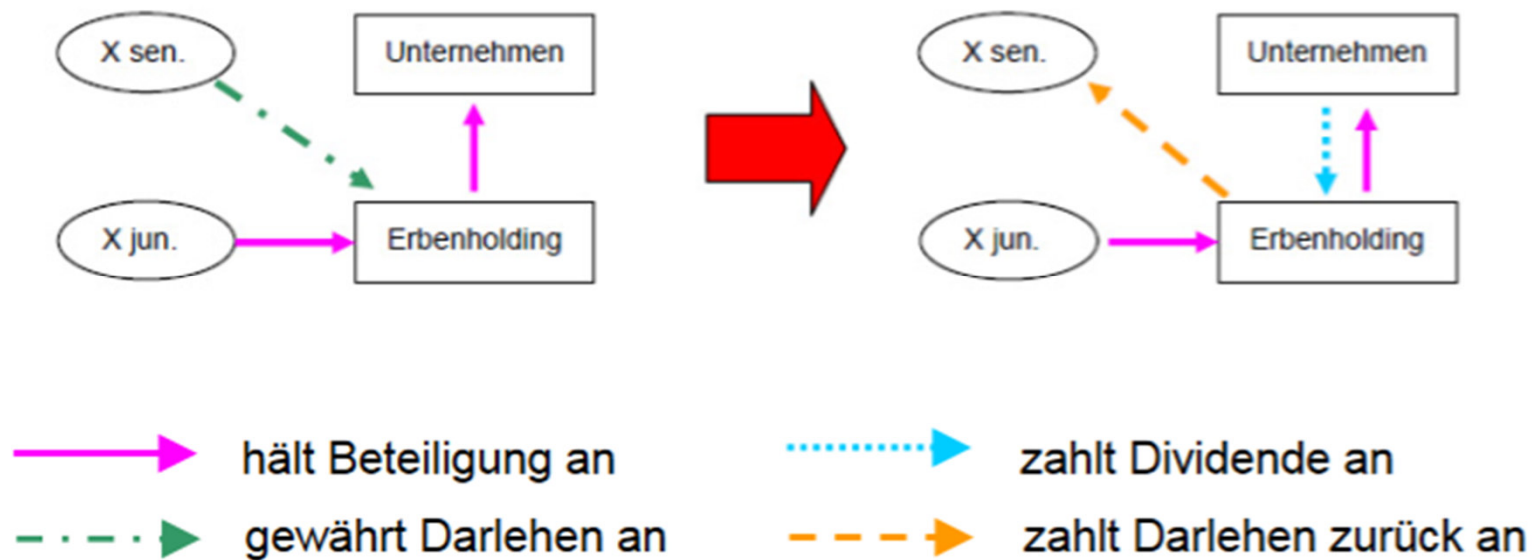 X sen.
Unternehmen
X sen.
Unternehmen
X jun.
Erbenholding
X jun.
Erbenholding
hält Beteiligung an
zahlt Dividende an
gewährt Darlehen an
zahlt Darlehen zurück an